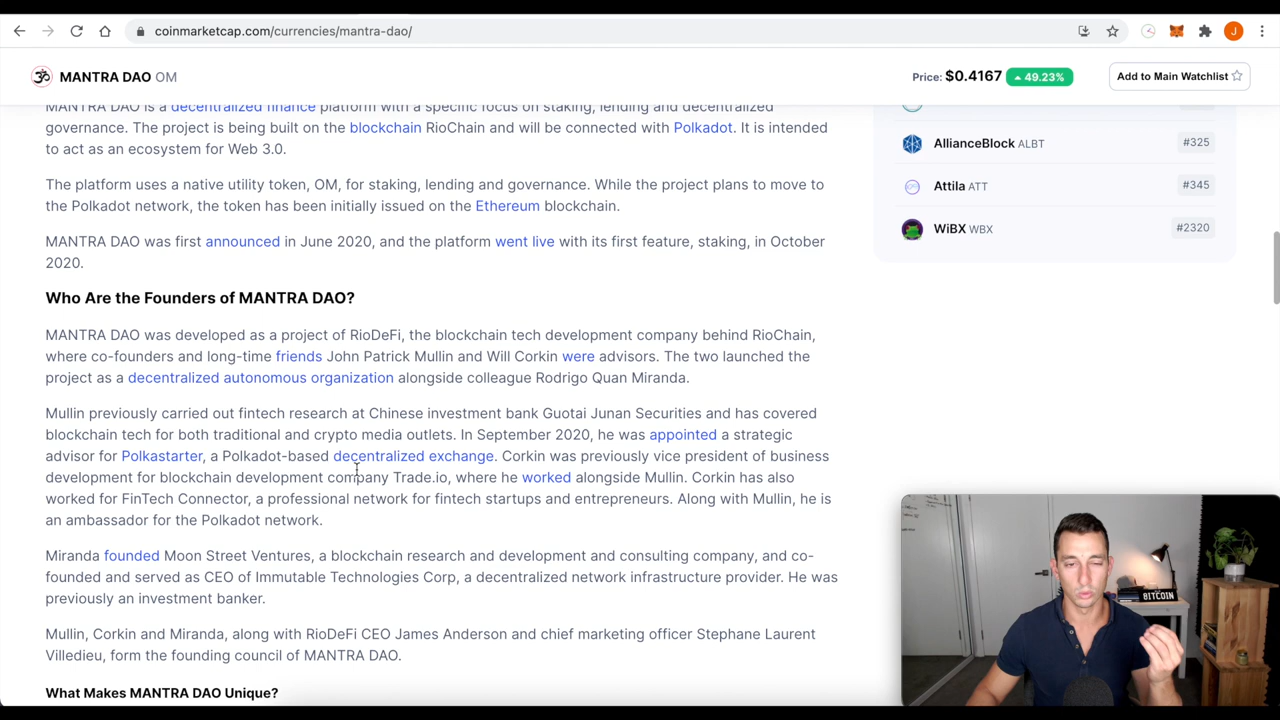 coinmarketcap.com/currencies/mantra-dao/
J
MANTRA DAO OM
Price: $0.4167 49.23%
Add to Main Watchlist
MANTRA DAO is a decentralized finance platform with a specific focus on staking, lending and decentralized
governance. The project is being built on the blockchain RioChain and will be connected with Polkadot. It is intended
to act as an ecosystem for Web 3.0.
The platform uses a native utility token, OM, for staking, lending and governance. While the project plans to move to
the Polkadot network, the token has been initially issued on the Ethereum blockchain.
MANTRA DAO was first announced in June 2020, and the platform went live with its first feature, staking, in October
2020.
Who Are the Founders of MANTRA DAO?
MANTRA DAO was developed as a project of RioDeFi, the blockchain tech development company behind RioChain,
where co-founders and long-time friends John Patrick Mullin and Will Corkin were advisors. The two launched the
project as a decentralized autonomous organization alongside colleague Rodrigo Quan Miranda.
Mullin previously carried out fintech research at Chinese investment bank Guotai Junan Securities and has covered
blockchain tech for both traditional and crypto media outlets. In September 2020, he was appointed a strategic
advisor for Polkastarter, a Polkadot-based decentralized exchange. Corkin was previously vice president of business
development for blockchain development company Trade.io, where he worked alongside Mullin. Corkin has also
worked for FinTech Connector, a professional network for fintech startups and entrepreneurs. Along with Mullin, he is
an ambassador for the Polkadot network.
Miranda founded Moon Street Ventures, a blockchain research and development and consulting company, and co-
founded and served as CEO of Immutable Technologies Corp, a decentralized network infrastructure provider. He was
previously an investment banker.
Mullin, Corkin and Miranda, along with RioDeFi CEO James Anderson and chief marketing officer Stephane Laurent
Villedieu, form the founding council of MANTRA DAO.
What Makes MANTRA DAO Unique?
AllianceBlock ALBT #325
Attila ATT #345
WiBX WBX #2320
BITCOIN